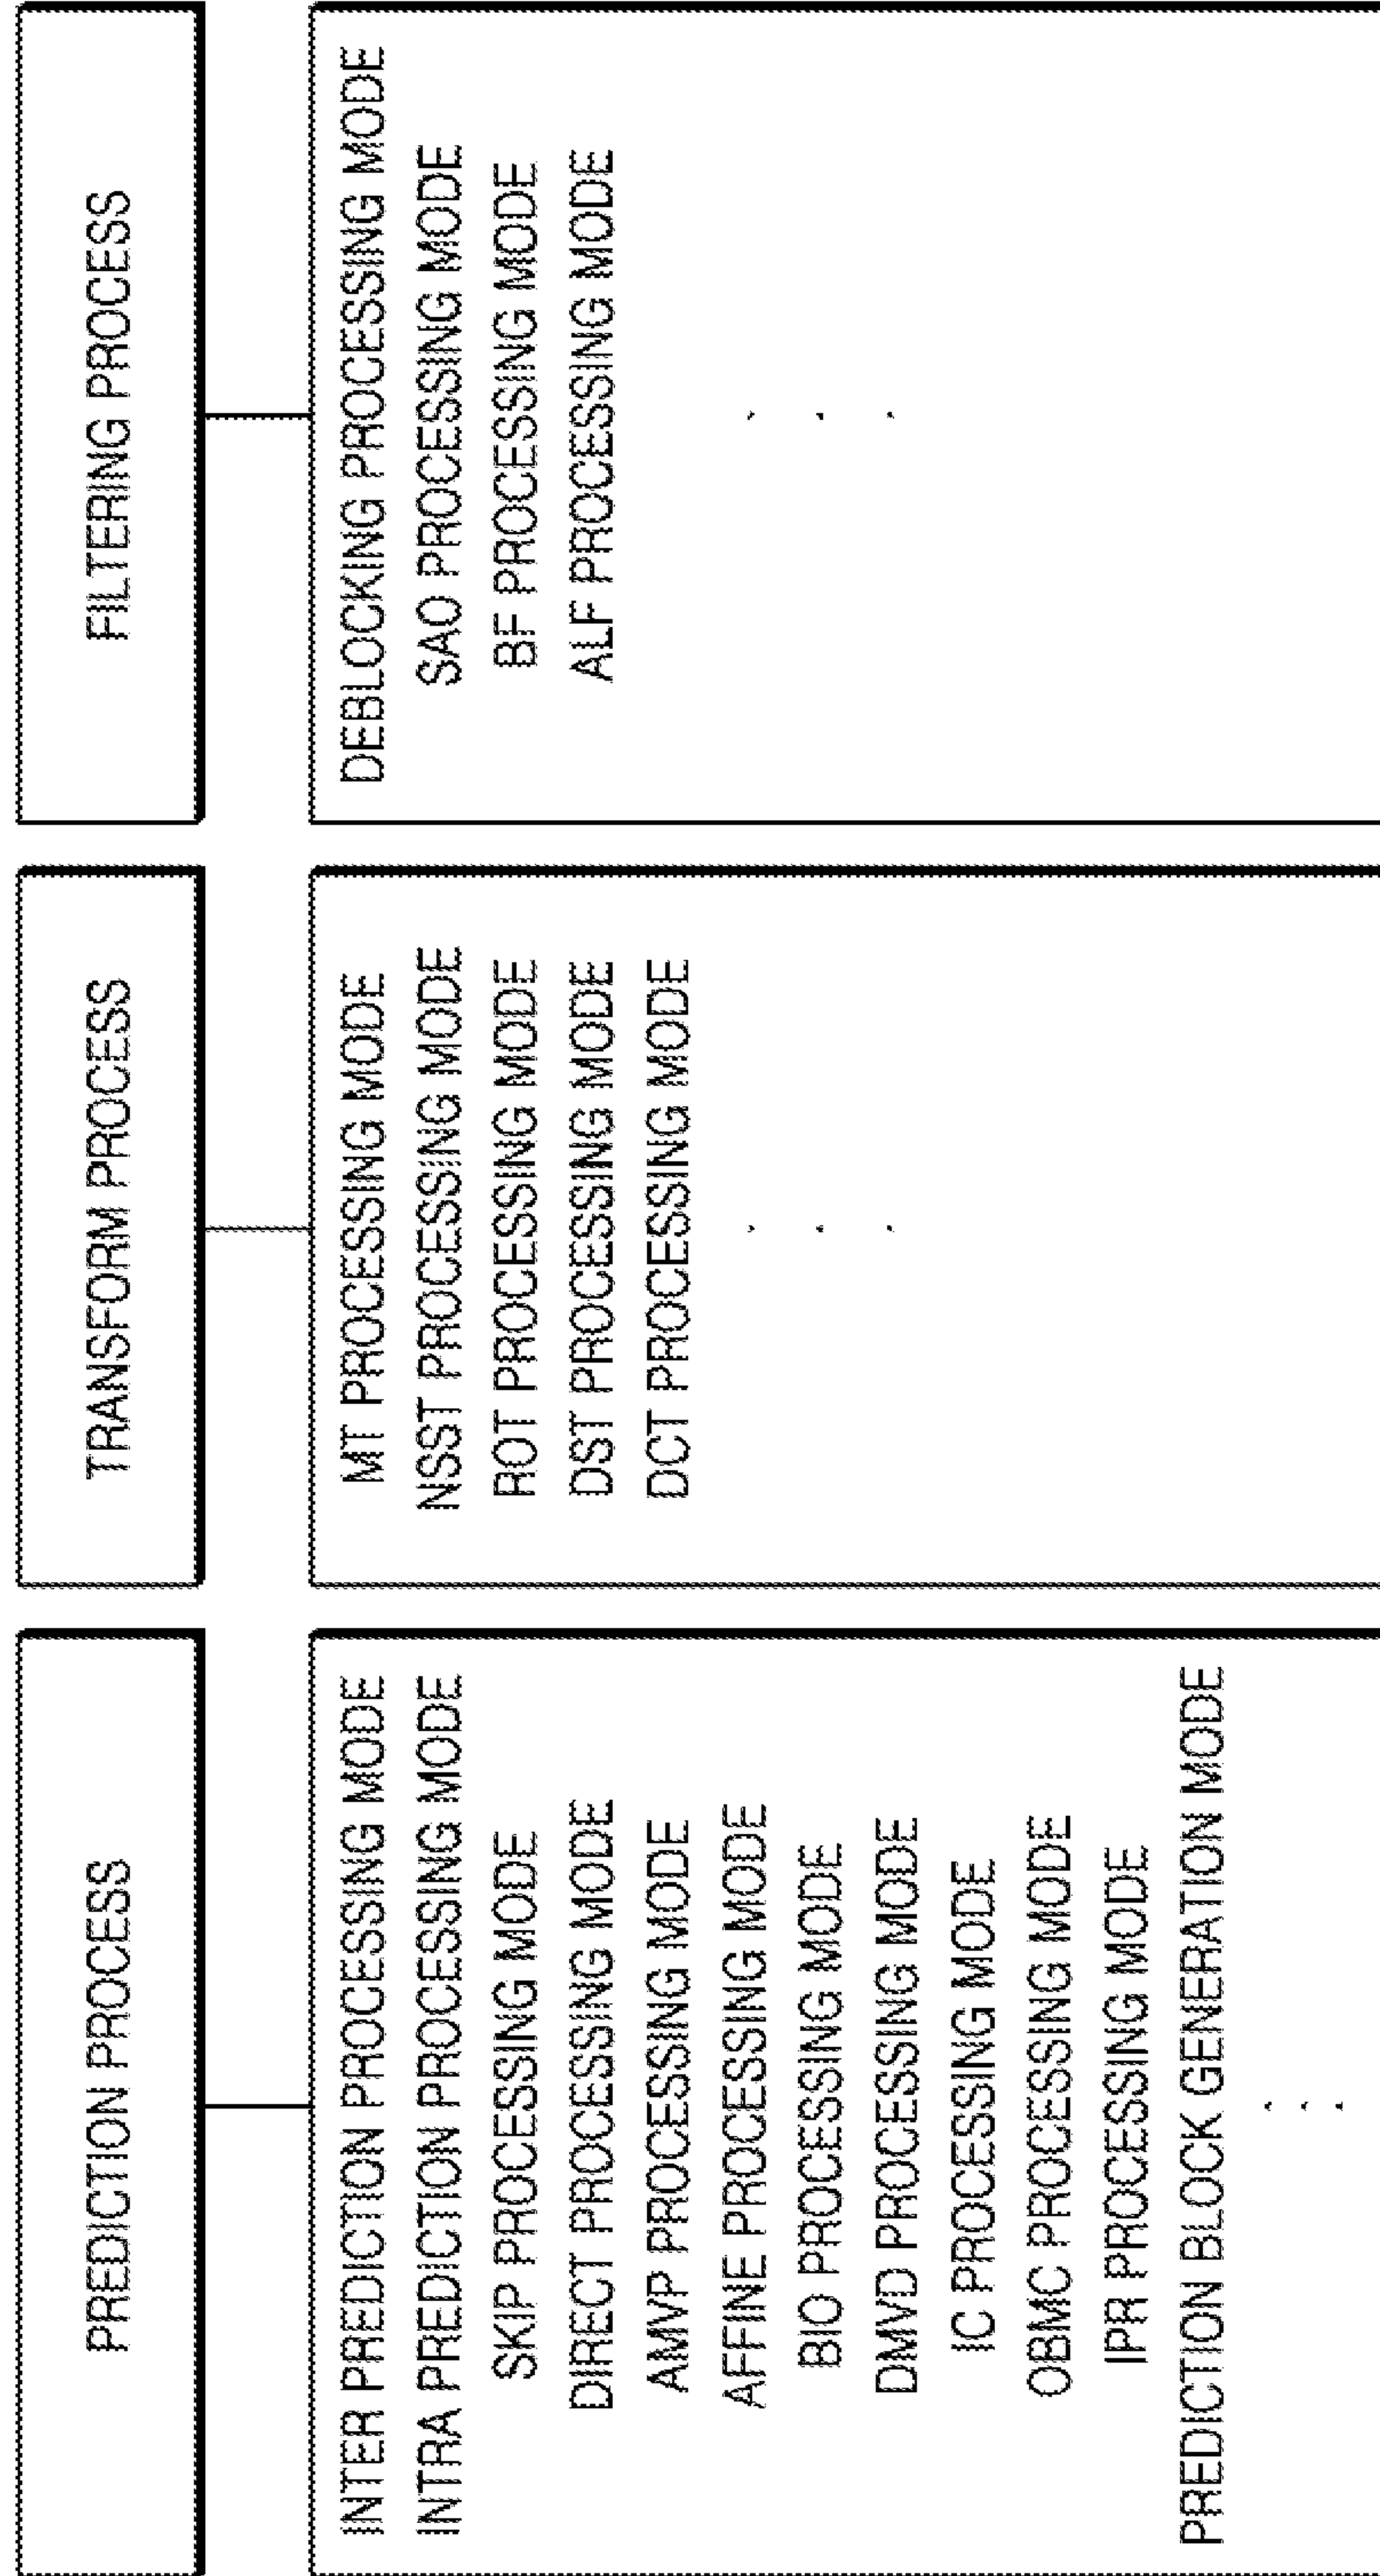 PREDICTION PROCESS
INTER PREDICTION PROCESSING MODE
INTRA PREDICTION PROCESSING MODE
SKIP PROCESSING MODE
DIRECT PROCESSING MODE
AMVP PROCESSING MODE
AFFINE PROCESSING MODE
BIO PROCESSING MODE
DMVD PROCESSING MODE
IC PROCESSING MODE
OBMC PROCESSING MODE
IPR PROCESSING MODE
PREDICTION BLOCK GENERATION MODE
TRANSFORM PROCESS
MT PROCESSING MODE
NSST PROCESSING MODE
ROT PROCESSING MODE
DST PROCESSING MODE
DCT PROCESSING MODE
FILTERING PROCESS
DEBLOCKING PROCESSING MODE
SAO PROCESSING MODE
BF PROCESSING MODE
ALF PROCESSING MODE